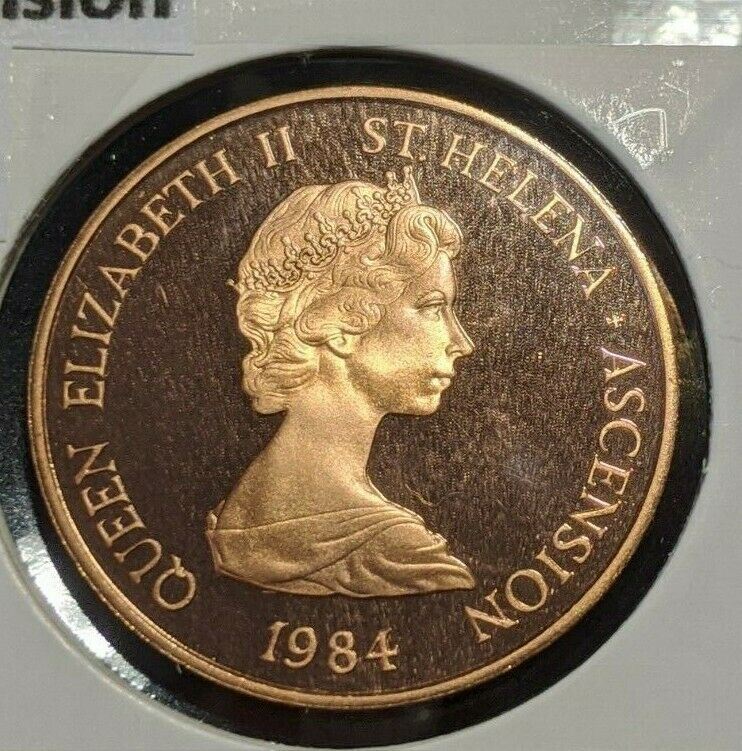 QUEEN ELIZABETH II ST. HELENA • ASCENSION
1984